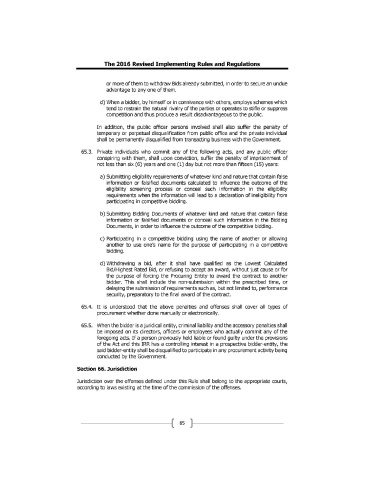 The 2016 Revised Implementing Rules and Regulations
or more of them to withdraw Bids already submitted, in order to secure an undue
advantage to any one of them.
d) When a bidder, by himself or in connivance with others, employs schemes which
tend to restrain the natural rivalry of the parties or operates to stifle or suppress
competition and thus produce a result disadvantageous to the public.
In addition, the public officer persons involved shall also suffer the penalty of
temporary or perpetual disqualification from public office and the private individual
shall be permanently disqualified from transacting business with the Government.
65.3. Private individuals who commit any of the following acts, and any public officer
conspiring with them, shall upon conviction, suffer the penalty of imprisonment of
not less than six (6) years and one (1) day but not more than fifteen (15) years:
a) Submitting eligibility requirements of whatever kind and nature that contain false
information or falsified documents calculated to influence the outcome of the
eligibility screening process or conceal such information in the eligibility
requirements when the information will lead to a declaration of ineligibility from
participating in competitive bidding.
b) Submitting Bidding Documents of whatever kind and nature that contain false
information or falsified documents or conceal such information in the Bidding
Documents, in order to influence the outcome of the competitive bidding.
c) Participating in a competitive bidding using the name of another or allowing
another to use one's name for the purpose of participating in a competitive
bidding.
d) Withdrawing a bid, after it shall have qualified as the Lowest Calculated
Bid/Highest Rated Bid, or refusing to accept an award, without just cause or for
the purpose of forcing the Procuring Entity to award the contract to another
bidder. This shall include the non-submission within the prescribed time, or
delaying the submission of requirements such as, but not limited to, performance
security, preparatory to the final award of the contract.
65.4. It is understood that the above penalties and offenses shall cover all types of
procurement whether done manually or electronically.
65.5. When the bidder is a juridical entity, criminal liability and the accessory penalties shall
be imposed on its directors, officers or employees who actually commit any of the
foregoing acts. If a person previously held liable or found guilty under the provisions
of the Act and this IRR has a controlling interest in a prospective bidder-entity, the
said bidder-entity shall be disqualified to participate in any procurement activity being
conducted by the Government.
Section 66. Jurisdiction
Jurisdiction over the offenses defined under this Rule shall belong to the appropriate courts,
according to laws existing at the time of the commission of the offenses.
85